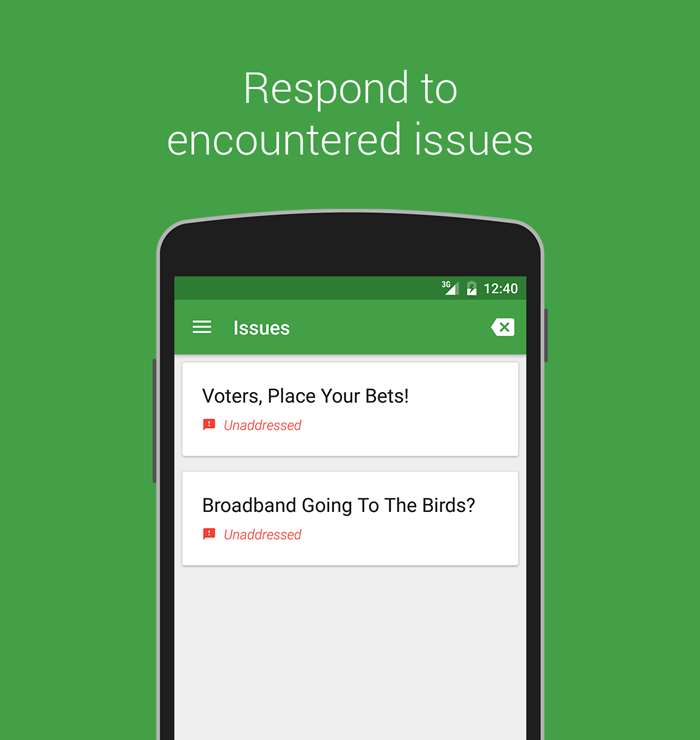 Respond to
encountered issues
3G 12:40
Issues
Voters, Place Your Bets!
Unaddressed
Broadband Going To The Birds?
Unaddressed